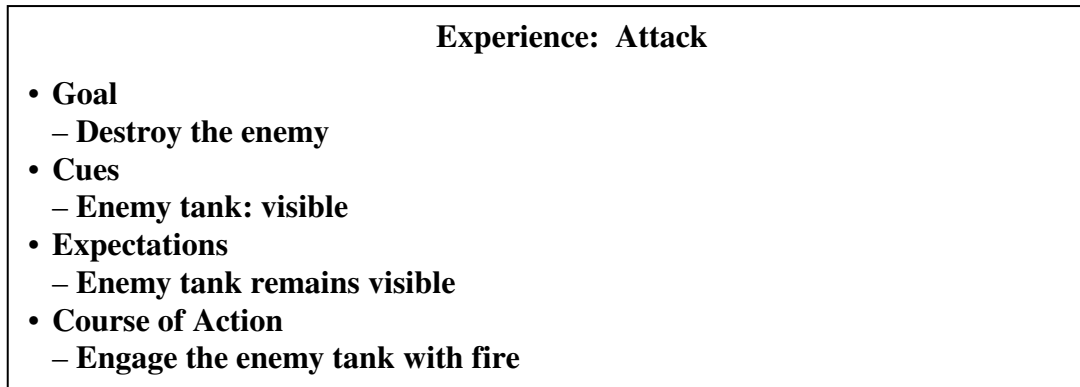 Experience:  Attack
• Goal
– Destroy the enemy
• Cues
– Enemy tank: visible
• Expectations
– Enemy tank remains visible
• Course of Action
– Engage the enemy tank with fire